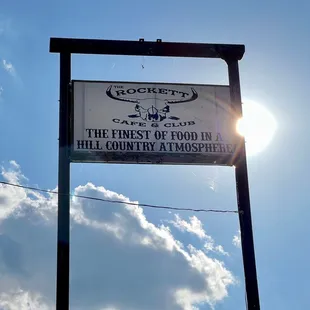 THE
ROCKETT
CAFE & CLUB
THE FINEST OF FOOD IN A
HILL COUNTRY ATMOSPHERE